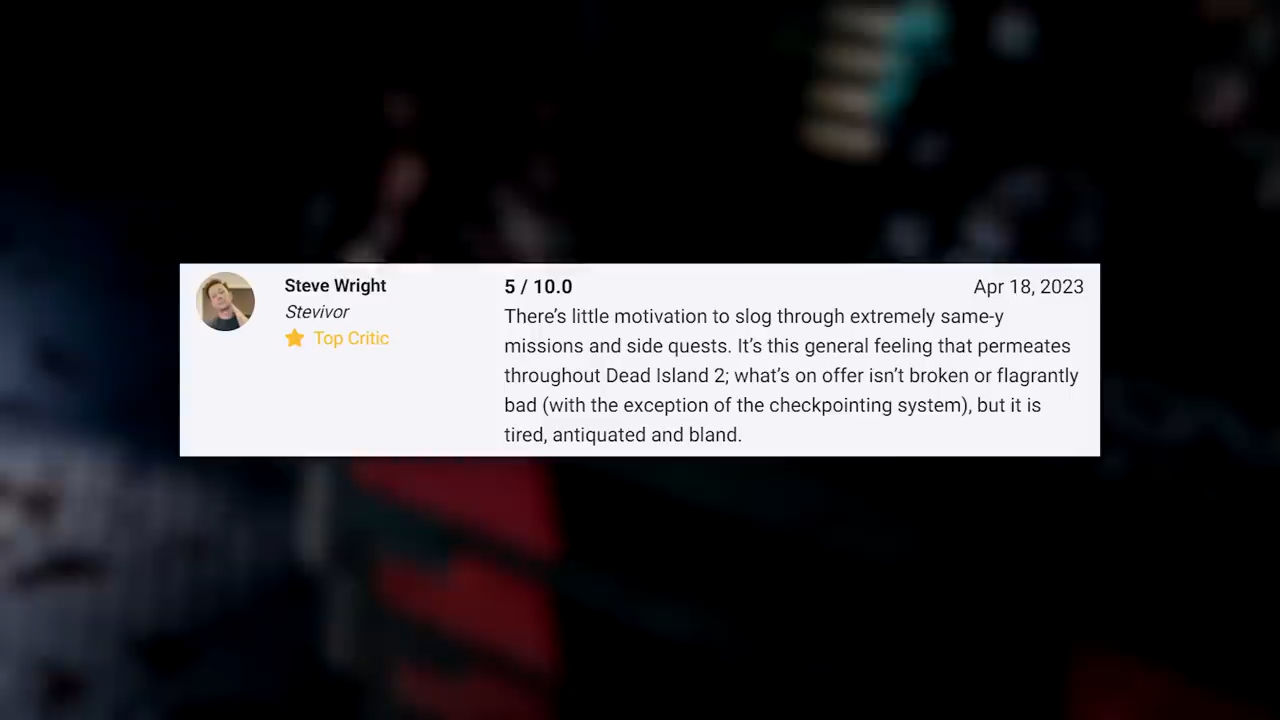 Steve Wright
Stevivor
Top Critic
5 / 10.0
Apr 18, 2023
There’s little motivation to slog through extremely same-y
missions and side quests. It’s this general feeling that permeates
throughout Dead Island 2; what’s on offer isn’t broken or flagrantly
bad (with the exception of the checkpointing system), but it is
tired, antiquated and bland.